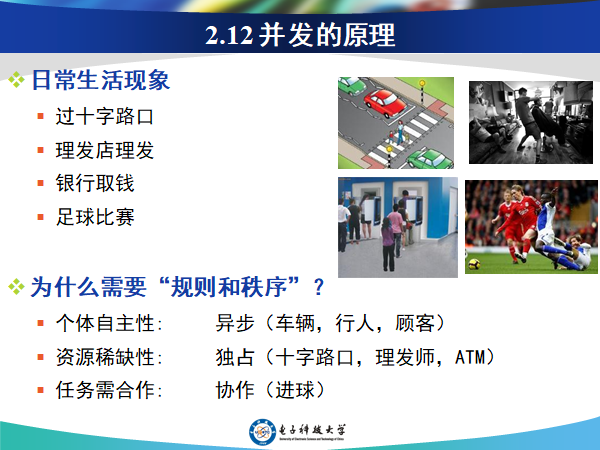 2.12 并发的原理
日常生活现象
过十字路口
理发店理发
银行取钱
足球比赛
为什么需要“规则和秩序”？
个体自主性: 异步（车辆，行人，顾客）
资源稀缺性: 独占（十字路口，理发师，ATM）
任务需合作: 协作（进球）
电子科技大学
University of Electronic Science and Technology of China